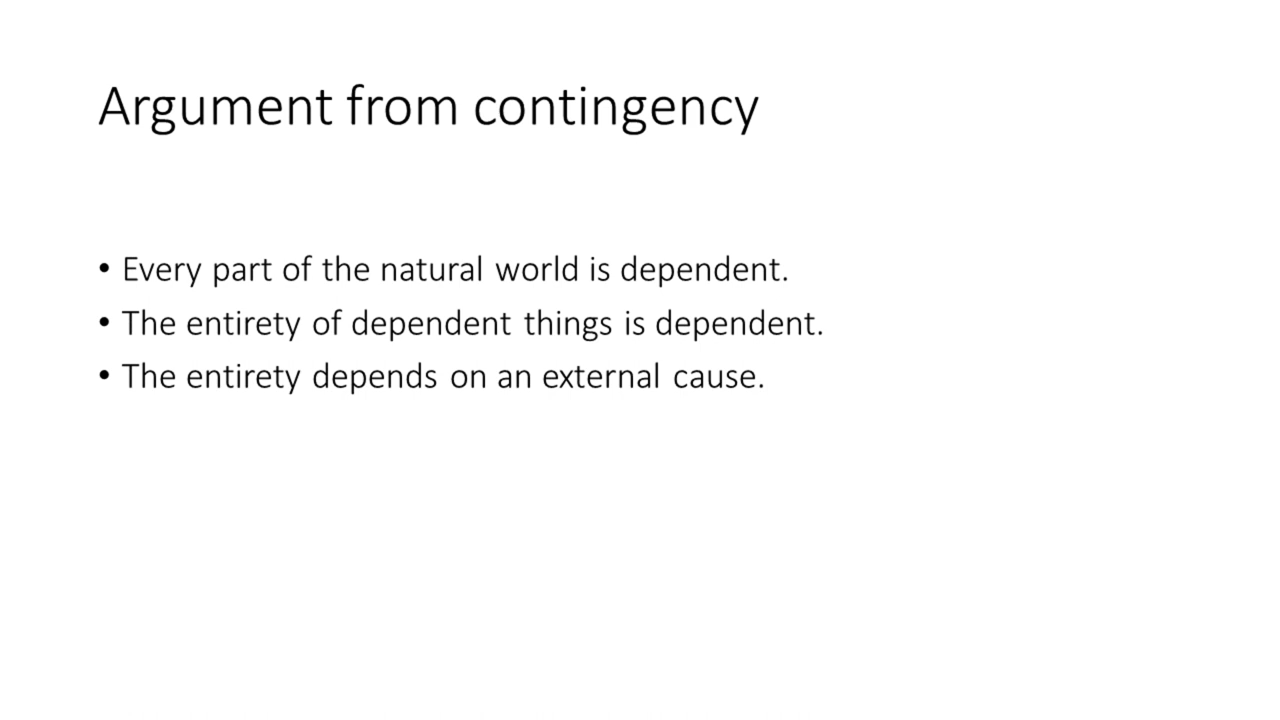 Argument from contingency
• Every part of the natural world is dependent.
• The entirety of dependent things is dependent.
• The entirety depends on an external cause.